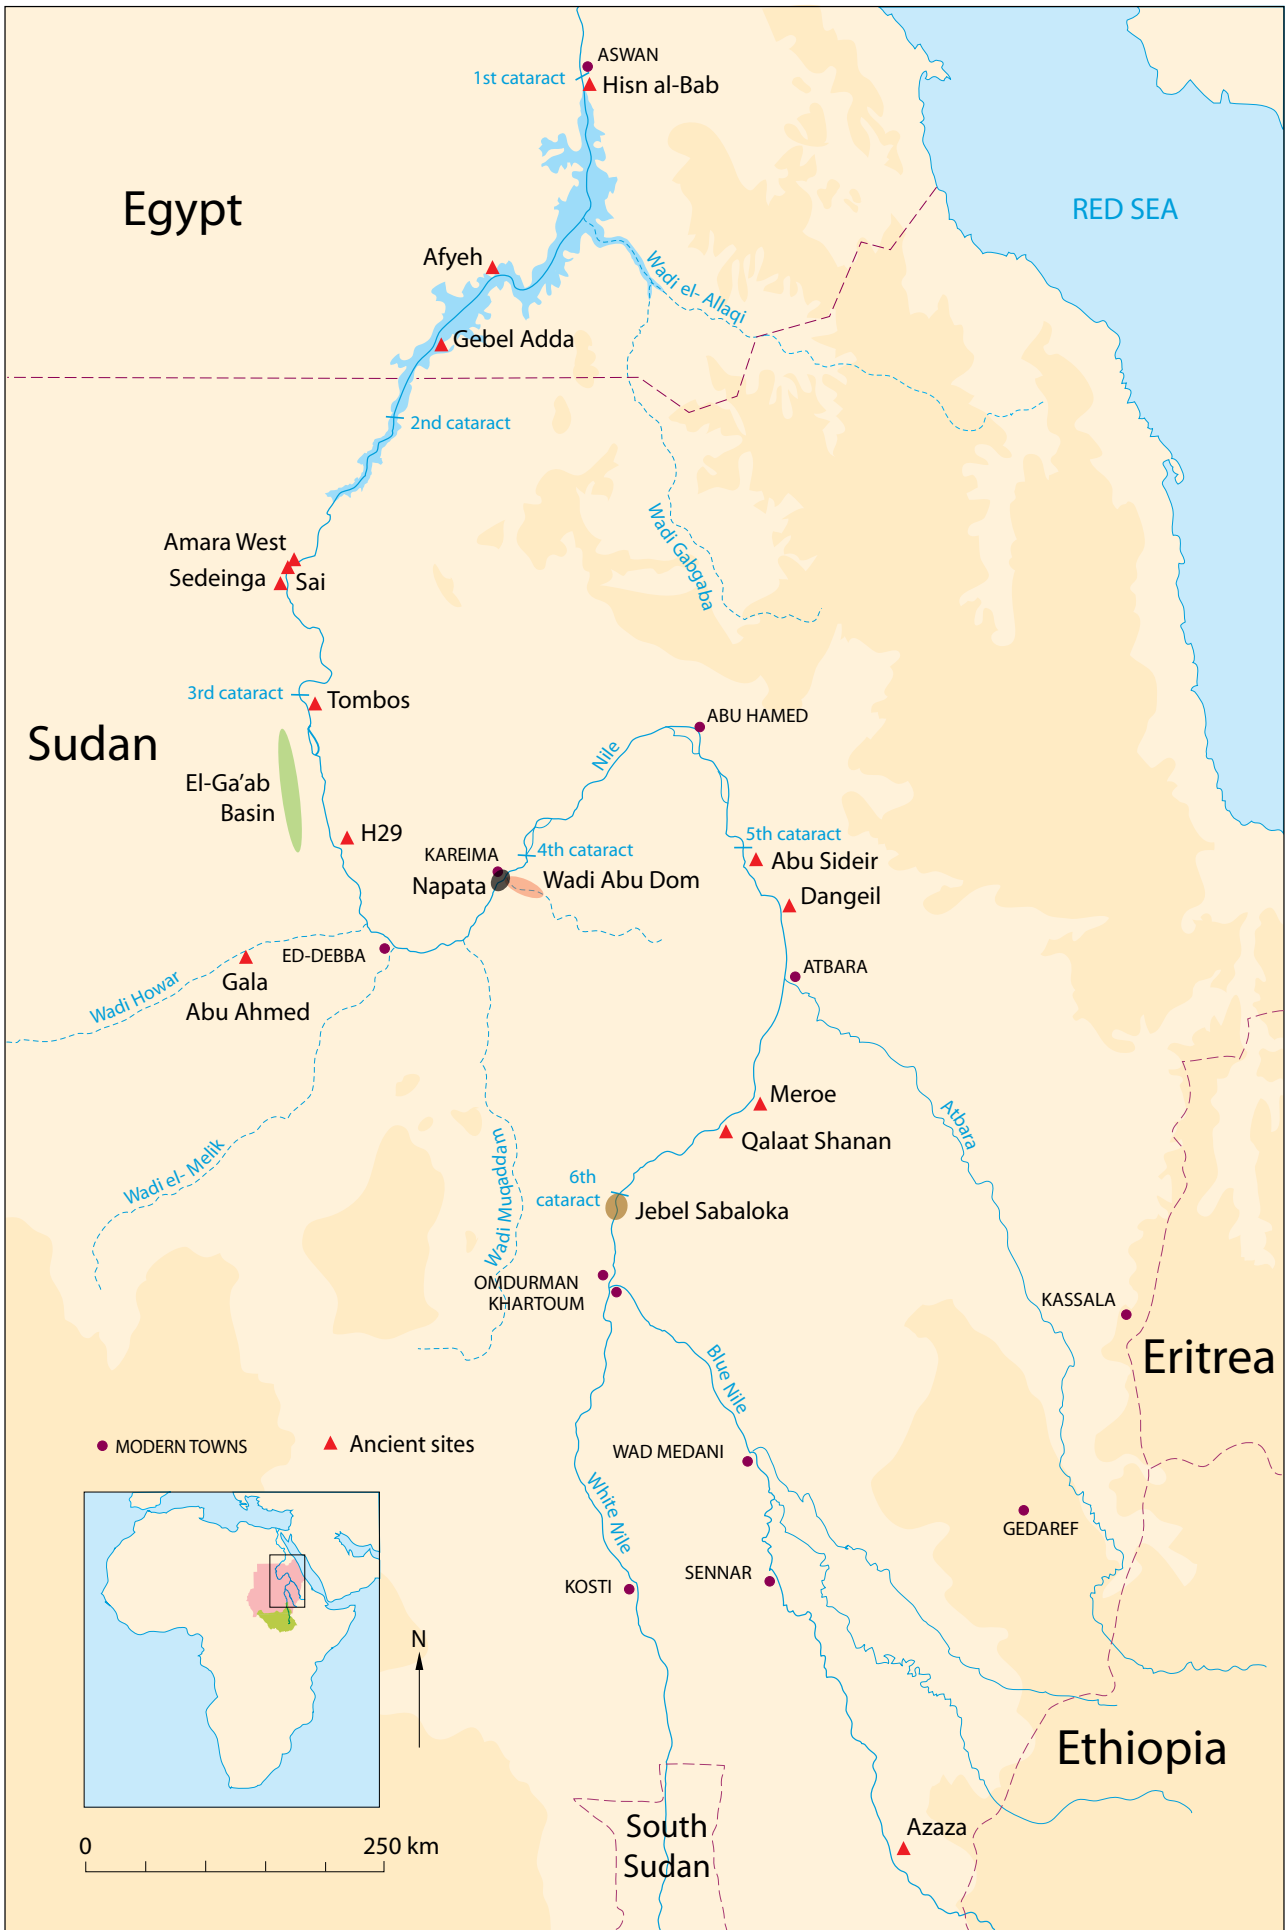 ASWAN
1st cataract
Hisn al-Bab
Egypt
RED SEA
Afyeh
Wadi el- Allaqi
Gebel Adda
2nd cataract
Wadi Gabgaba
Amara West
Sedeinga
Sai
3rd cataract
Tombos
ABU HAMED
Sudan
Nile
El-Ga’ab
Basin
H29
5th cataract
4th cataract
KAREIMA
Abu Sideir
Napata
Wadi Abu Dom
Dangeil
ED-DEBBA
ATBARA
Gala
Abu Ahmed
Wadi Howar
Meroe
Atbara
Qalaat Shanan
Wadi el- Melik
Wadi Muqaddam
6th
cataract
Jebel Sabaloka
OMDURMAN
KHARTOUM
KASSALA
Eritrea
Blue Nile
MODERN TOWNS
Ancient sites
WAD MEDANI
White Nile
GEDAREF
SENNAR
KOSTI
N
Ethiopia
South
Sudan
Azaza
0
250 km